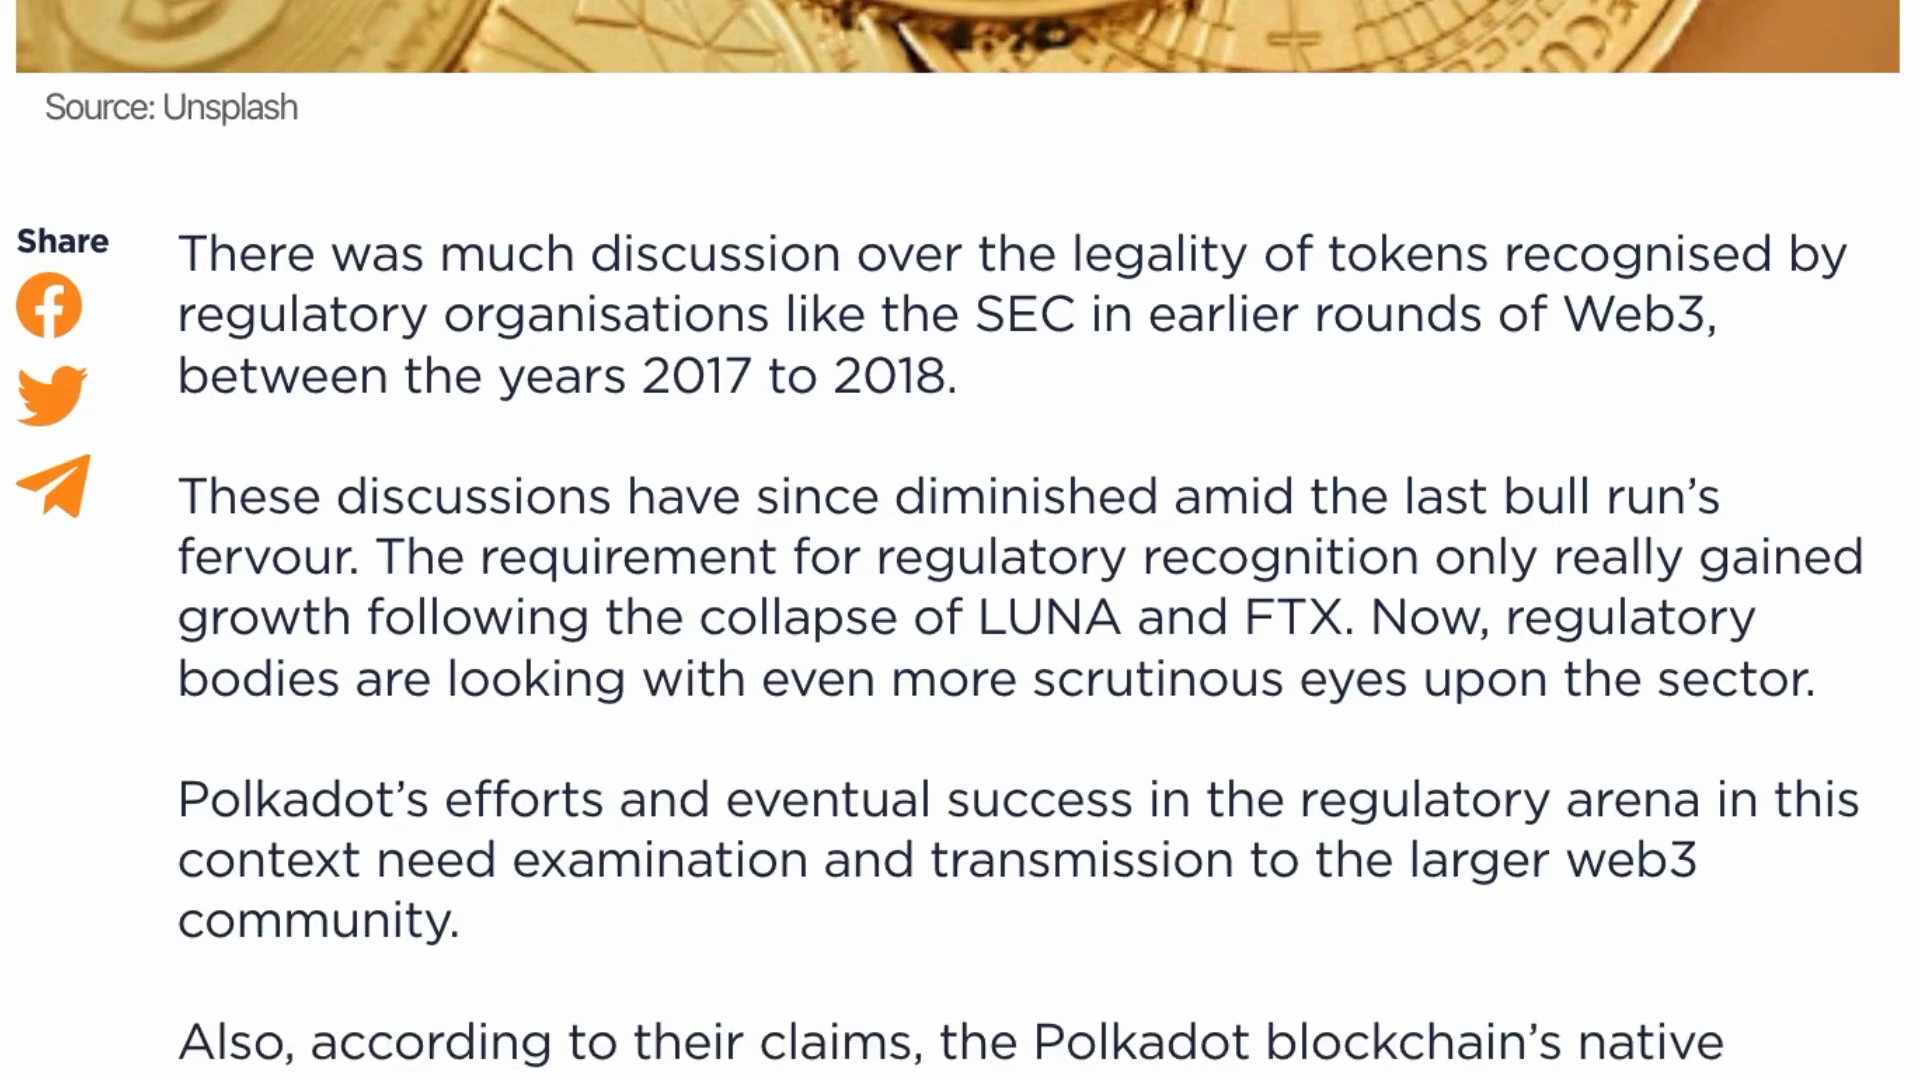 Source: Unsplash
Share
There was much discussion over the legality of tokens recognised by
regulatory organisations like the SEC in earlier rounds of Web3,
between the years 2017 to 2018.
These discussions have since diminished amid the last bull run’s
fervour. The requirement for regulatory recognition only really gained
growth following the collapse of LUNA and FTX. Now, regulatory
bodies are looking with even more scrutinous eyes upon the sector.
Polkadot’s efforts and eventual success in the regulatory arena in this
context need examination and transmission to the larger web3
community.
Also, according to their claims, the Polkadot blockchain’s native